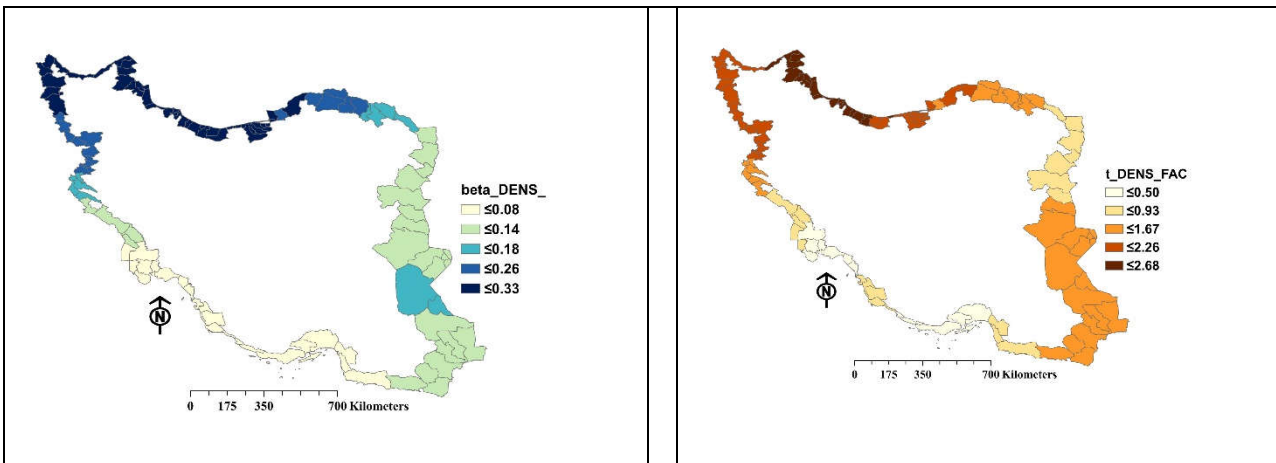 beta_DENS_
≤0.08
≤0.14
≤0.18
≤0.26
≤0.33
N
0 175 350 700 Kilometers
t_DENS_FAC
≤0.50
≤0.93
≤1.67
≤2.26
≤2.68
N
0 175 350 700 Kilometers